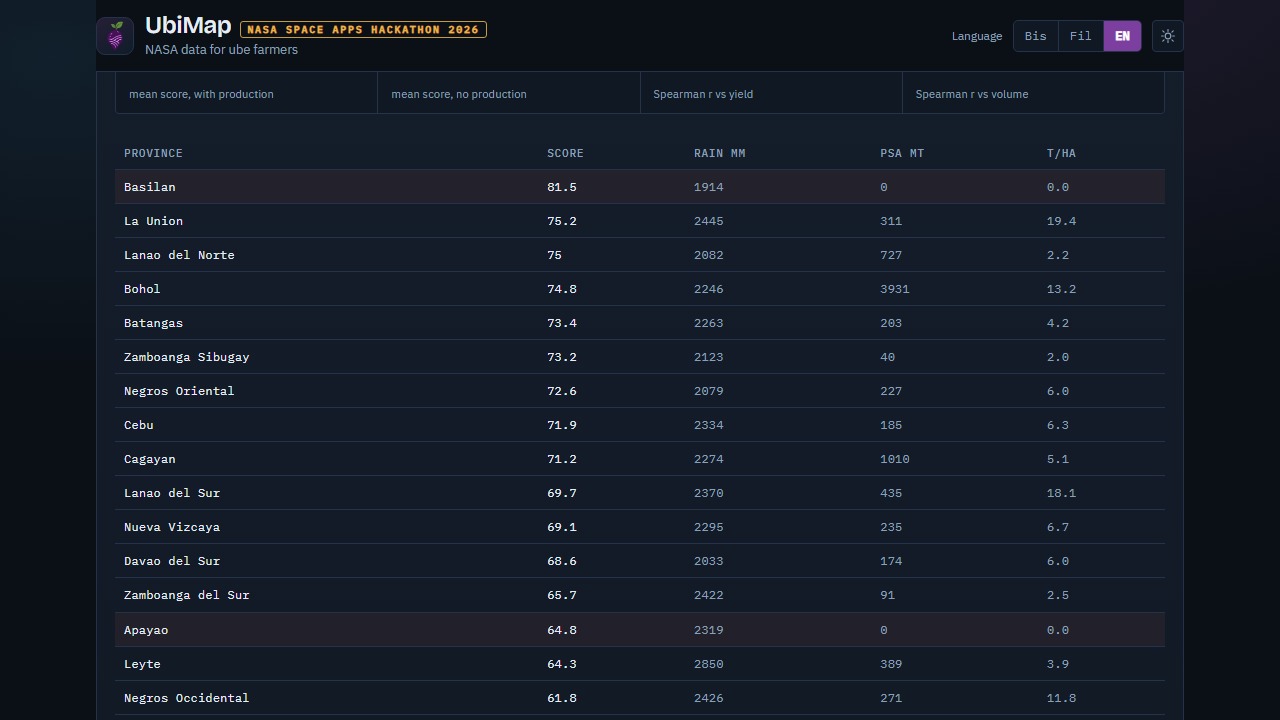 UbiMap NASA SPACE APPS HACKATHON 2026
NASA data for ube farmers
Language Bis Fil EN
mean score, with production mean score, no production Spearman r vs yield Spearman r vs volume
PROVINCE SCORE RAIN MM PSA MT T/HA
Basilan 81.5 1914 0 0.0
La Union 75.2 2445 311 19.4
Lanao del Norte 75 2082 727 2.2
Bohol 74.8 2246 3931 13.2
Batangas 73.4 2263 203 4.2
Zamboanga Sibugay 73.2 2123 40 2.0
Negros Oriental 72.6 2079 227 6.0
Cebu 71.9 2334 185 6.3
Cagayan 71.2 2274 1010 5.1
Lanao del Sur 69.7 2370 435 18.1
Nueva Vizcaya 69.1 2295 235 6.7
Davao del Sur 68.6 2033 174 6.0
Zamboanga del Sur 65.7 2422 91 2.5
Apayao 64.8 2319 0 0.0
Leyte 64.3 2850 389 3.9
Negros Occidental 61.8 2426 271 11.8